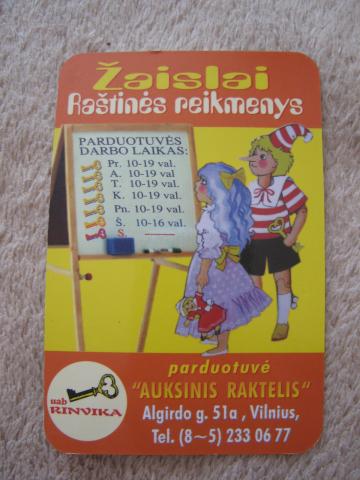 Žaislai
Raštinės reikmenys
PARDUOTUVĖS
DARBO LAIKAS:
Pr. 10-19 val.
A. 10-19 val.
T. 10-19 val.
K. 10-19 val.
Pn. 10-19 val.
Š. 10-16 val.
S. ———
parduotuvė
"AUKSINIS RAKTELIS"
Algirdo g. 51a, Vilnius,
Tel. (8~5) 233 06 77
uab
RINVIKA